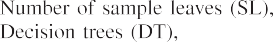 Number of sample leaves (SL),
Decision trees (DT),